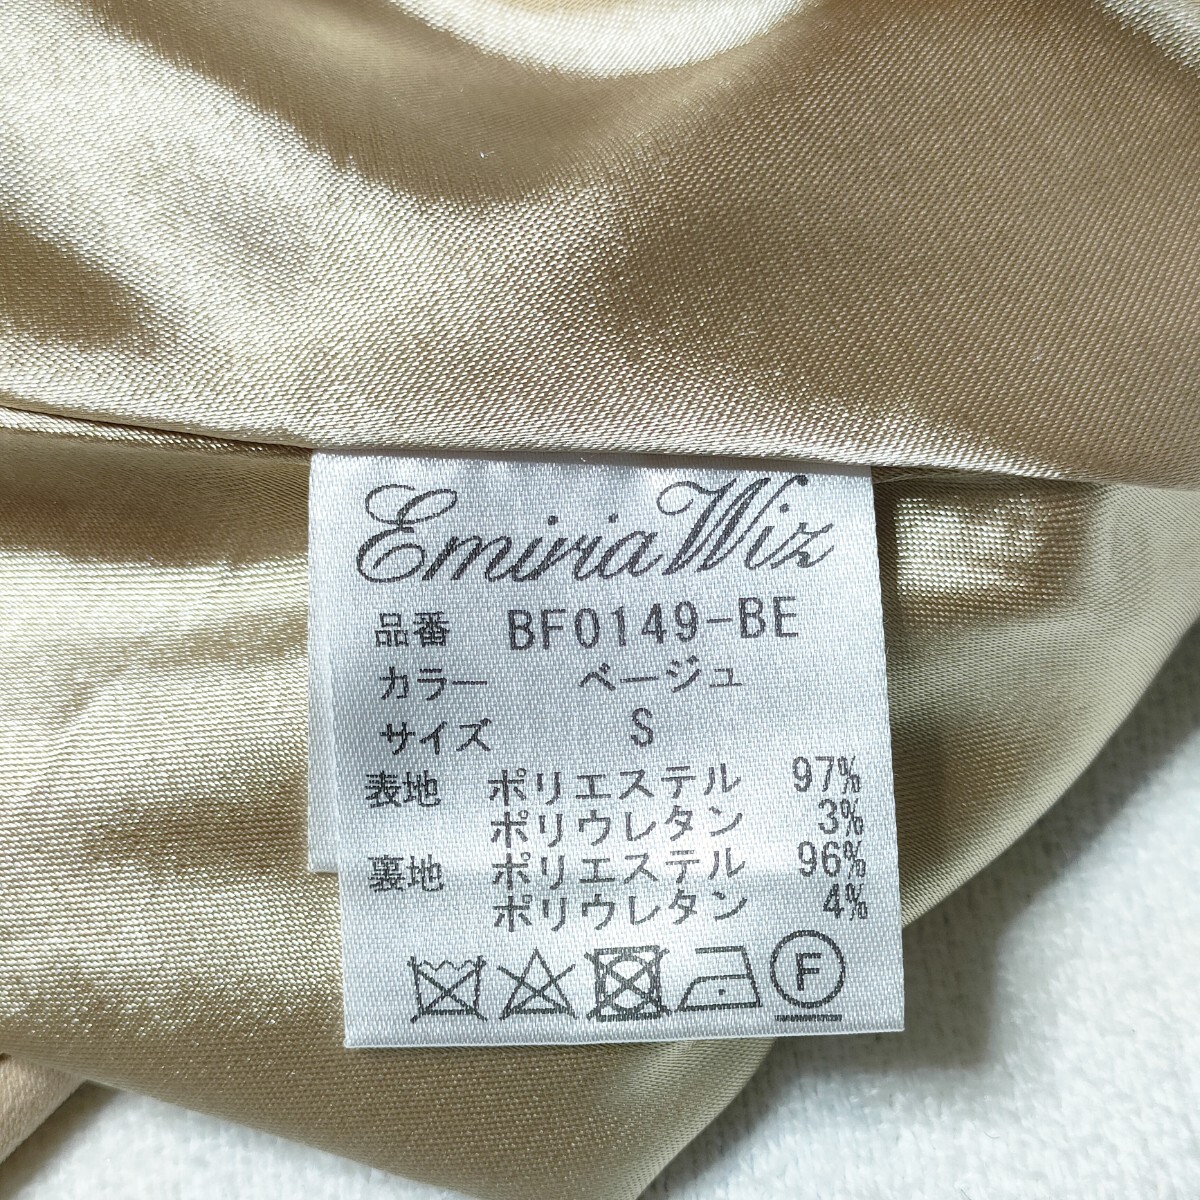 EmiriaWiz
品番 BF0149-BE
カラー ベージュ
サイズ S
表地 ポリエステル 97%
ポリウレタン 3%
裏地 ポリエステル 96%
ポリウレタン 4%
F